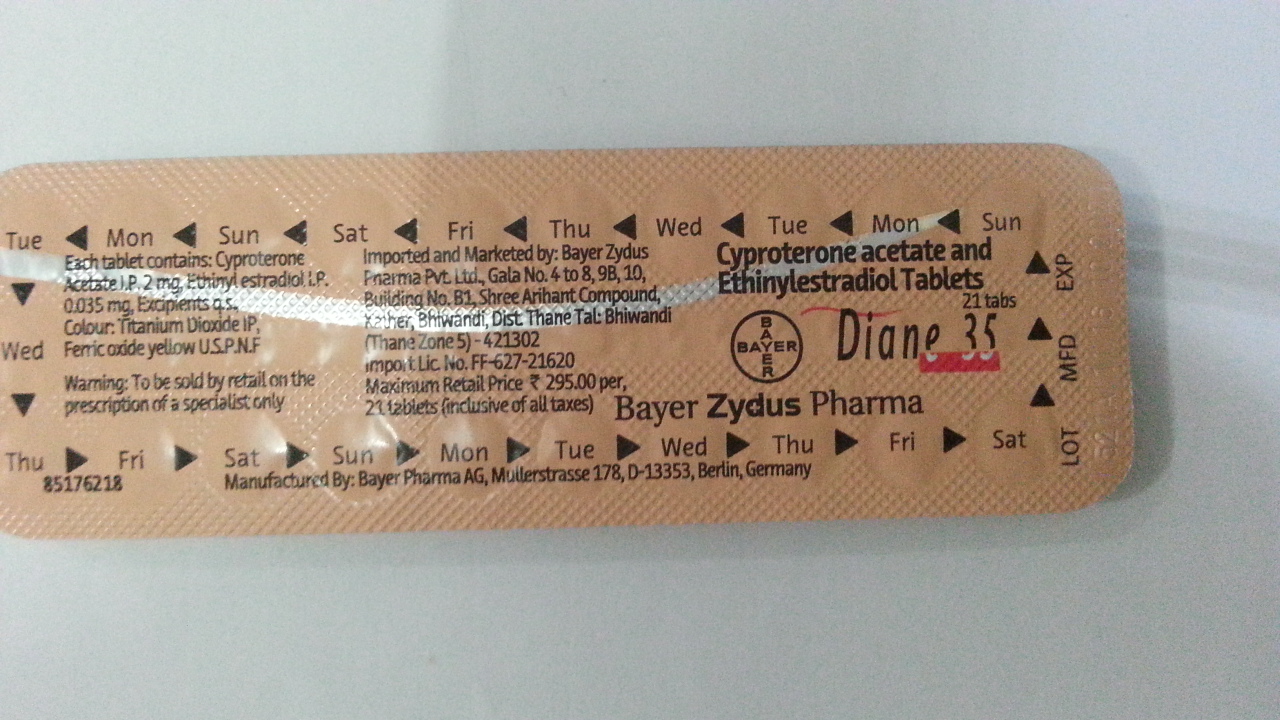 Tue Mon Sun Sat Fri Thu Wed Tue Mon Sun
Each tablet contains: Cyproterone
Acetate I.P. 2 mg, Ethinyl estradiol I.P.
0.035 mg, Excipients q.s.
Colour: Titanium Dioxide IP,
Ferric oxide yellow U.S.P.N.F
Warning: To be sold by retail on the
prescription of a specialist only
Imported and Marketed by: Bayer Zydus
Pharma Pvt. Ltd., Gala No. 4 to 8, 9B, 10,
Building No. B1, Shree Arihant Compound,
Kalher, Bhiwandi, Dist. Thane Tal: Bhiwandi
(Thane Zone 5) - 421302
Import Lic. No. FF-627-21620
Maximum Retail Price ₹ 295.00 per,
21 tablets (inclusive of all taxes)
Cyproterone acetate and
Ethinylestradiol Tablets
21 tabs
BAYER
BAYER
Diane 35
Bayer Zydus Pharma
EXP
MFD
LOT
Wed
Thu Fri Sat Sun Mon Tue Wed Thu Fri Sat
85176218
Manufactured By: Bayer Pharma AG, Mullerstrasse 178, D-13353, Berlin, Germany